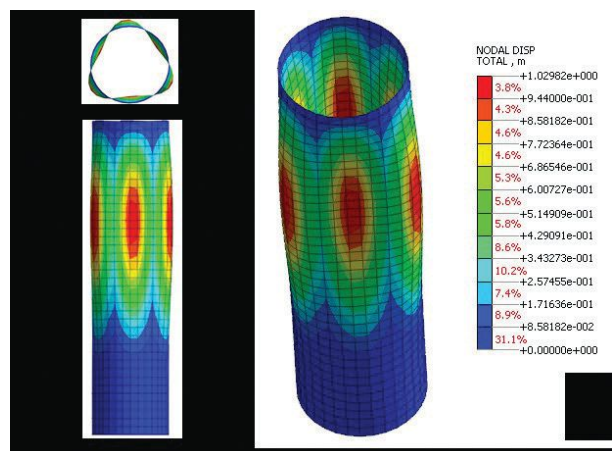 NODAL DISP
TOTAL , m
+1.02982e+000
3.8%
+9.44000e-001
4.3%
+8.58182e-001
4.6%
+7.72364e-001
4.6%
+6.86546e-001
5.3%
+6.00727e-001
5.6%
+5.14909e-001
5.8%
+4.29091e-001
8.6%
+3.43273e-001
10.2%
+2.57455e-001
7.4%
+1.71636e-001
8.9%
+8.58182e-002
31.1%
+0.00000e+000